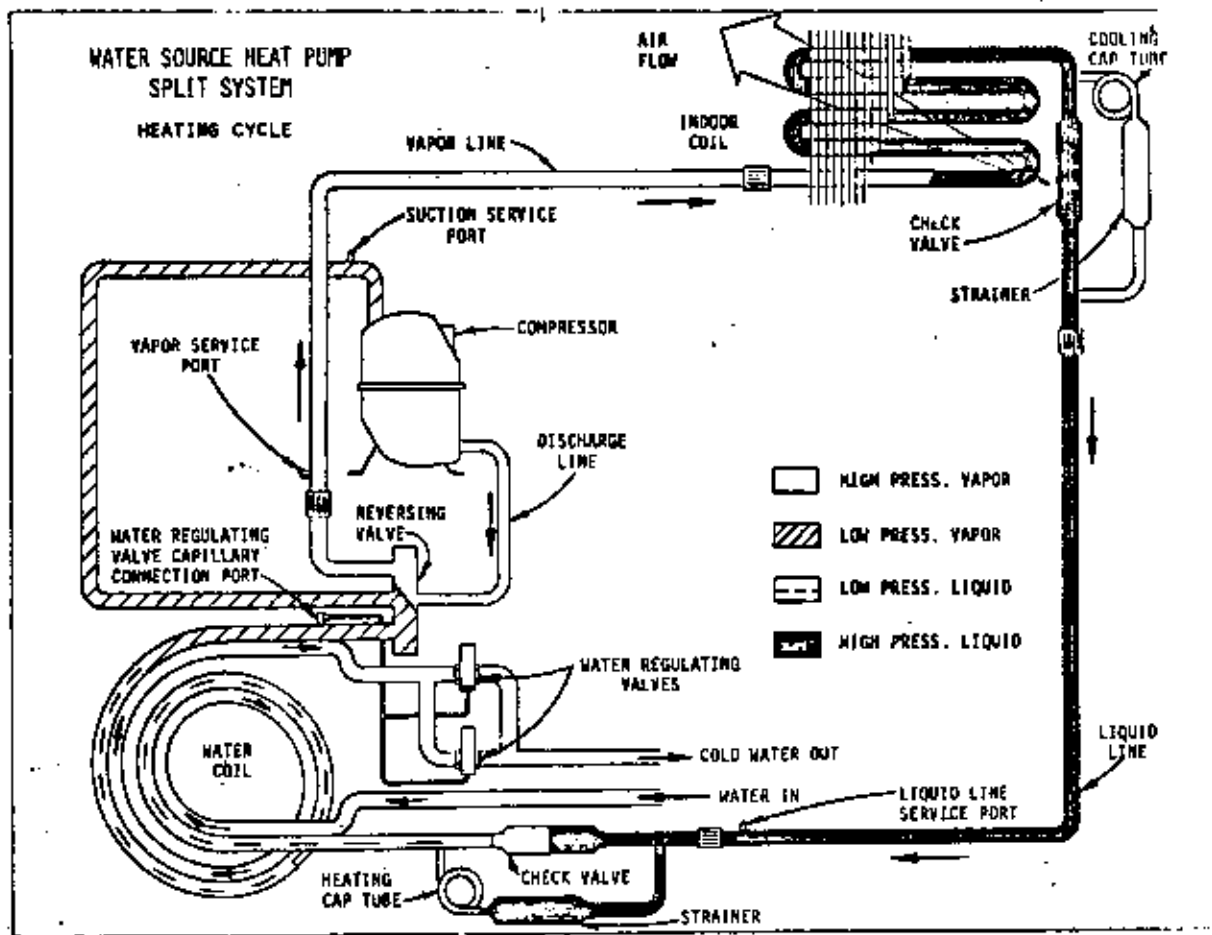 WATER SOURCE HEAT PUMP
SPLIT SYSTEM
HEATING CYCLE
AIR
FLOW
COOLING
CAP TUBE
INDOOR
COIL
VAPOR LINE
SUCTION SERVICE
PORT
CHECK
VALVE
STRAINER
COMPRESSOR
VAPOR SERVICE
PORT
DISCHARGE
LINE
HIGH PRESS. VAPOR
REVERSING
VALVE
WATER REGULATING
VALVE CAPILLARY
CONNECTION PORT
LOW PRESS. VAPOR
LOW PRESS. LIQUID
HIGH PRESS. LIQUID
WATER REGULATING
VALVES
WATER
COIL
COLD WATER OUT
LIQUID
LINE
WATER IN
LIQUID LINE
SERVICE PORT
HEATING
CAP TUBE
CHECK VALVE
STRAINER